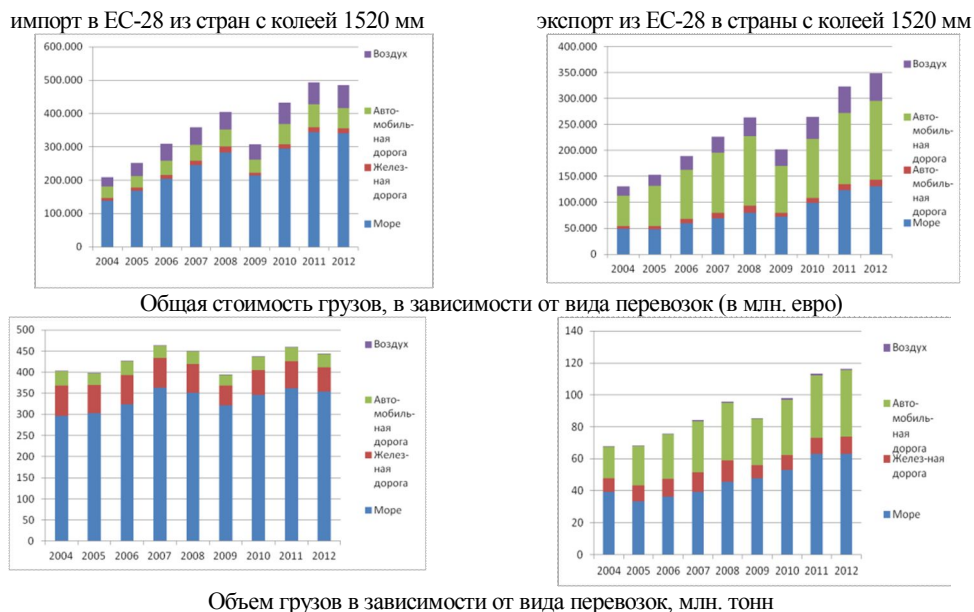 импорт в ЕС-28 из стран с колеей 1520 мм
экспорт из ЕС-28 в страны с колеей 1520 мм
600.000
500.000
400.000
300.000
200.000
100.000
0
2004 2005 2006 2007 2008 2009 2010 2011 2012
Воздух
Авто-
мобиль-
ная
дорога
Желез-
ная
дорога
Море
400.000
350.000
300.000
250.000
200.000
150.000
100.000
50.000
0
2004 2005 2006 2007 2008 2009 2010 2011 2012
Воздух
Авто-
мобиль-
ная
дорога
Авто-
мобиль-
ная
дорога
Море
Общая стоимость грузов, в зависимости от вида перевозок (в млн. евро)
500
450
400
350
300
250
200
150
100
50
0
2004 2005 2006 2007 2008 2009 2010 2011 2012
Воздух
Авто-
мобиль-
ная
дорога
Желез-
ная
дорога
Море
140
120
100
80
60
40
20
0
2004 2005 2006 2007 2008 2009 2010 2011 2012
Воздух
Авто-
мобиль-
ная
дорога
Желез-ная
дорога
Море
Объем грузов в зависимости от вида перевозок, млн. тонн